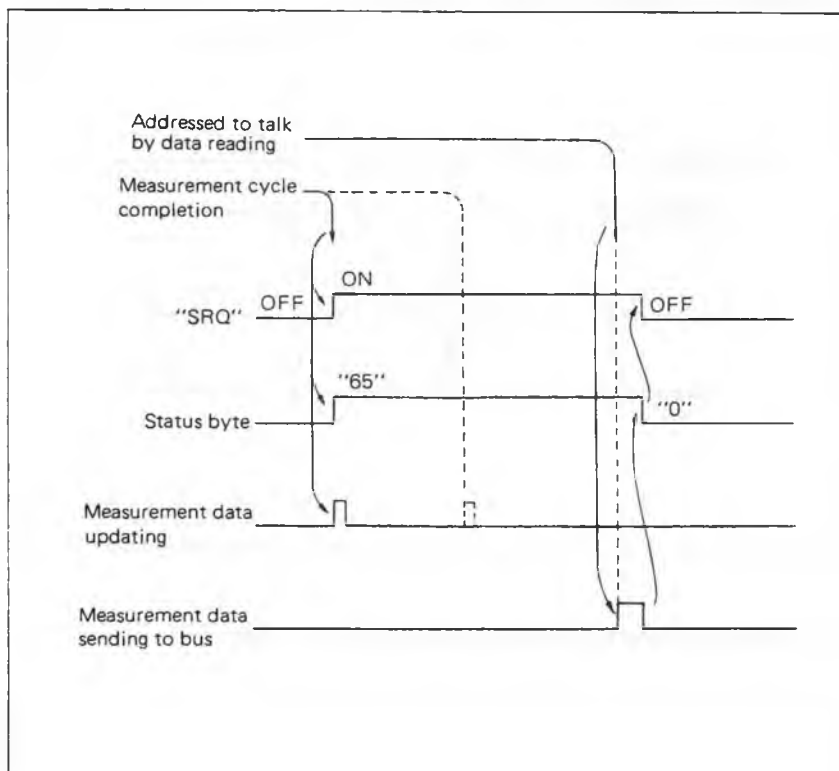 Addressed to talk
by data reading
Measurement cycle
completion
ON
"SRQ" OFF
OFF
"65"
Status byte
"0"
Measurement data
updating
Measurement data
sending to bus